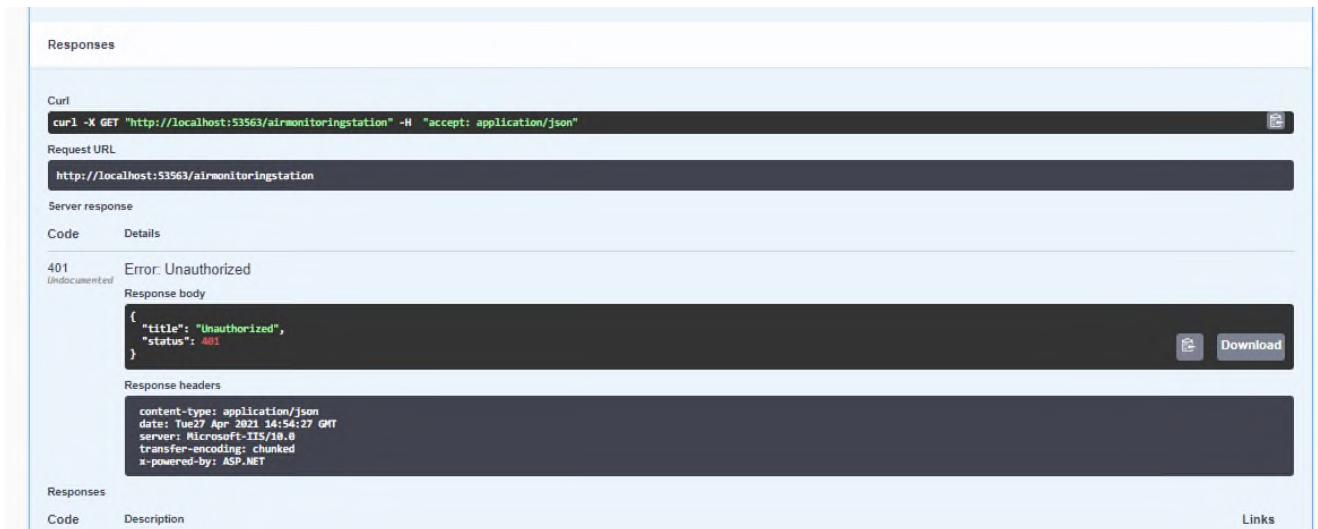 Responses
Curl
curl -X GET "http://localhost:53563/airmonitoringstation" -H  "accept: application/json"
Request URL
http://localhost:53563/airmonitoringstation
Server response
Code Details
401 Error: Unauthorized
Undocumented
Response body
{
"title": "Unauthorized",
"status": 401
}
Download
Response headers
content-type: application/json
date: Tue27 Apr 2021 14:54:27 GMT
server: Microsoft-IIS/10.0
transfer-encoding: chunked
x-powered-by: ASP.NET
Responses
Code Description Links